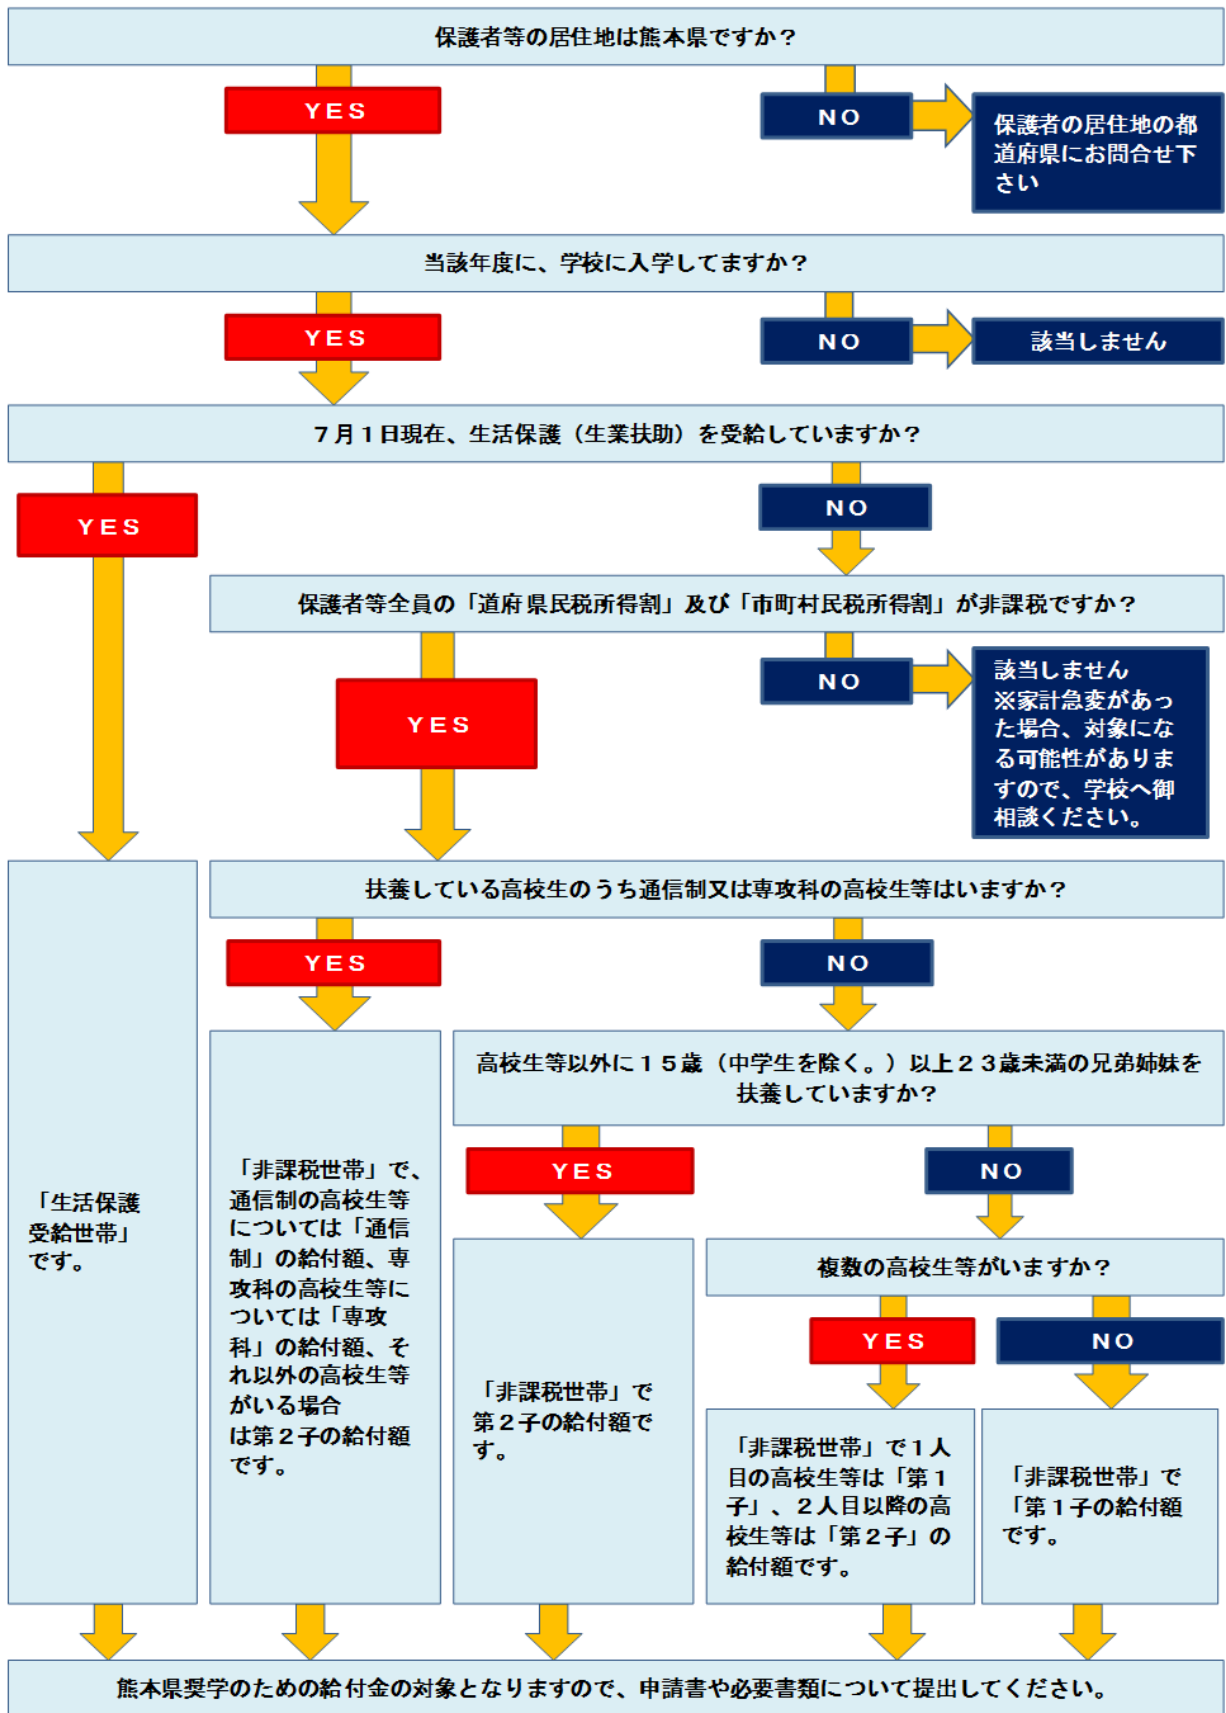 保護者等の居住地は熊本県ですか？
YES
NO
保護者の居住地の都
道府県にお問合せ下
さい
当該年度に、学校に入学してますか？
YES
NO
該当しません
７月１日現在、生活保護（生業扶助）を受給していますか？
YES
NO
保護者等全員の「道府県民税所得割」及び「市町村民税所得割」が非課税ですか？
YES
NO
該当しません
※家計急変があっ
た場合、対象にな
る可能性がありま
すので、学校へ御
相談ください。
扶養している高校生のうち通信制又は専攻科の高校生等はいますか？
YES
NO
高校生等以外に１５歳（中学生を除く。）以上２３歳未満の兄弟姉妹を
扶養していますか？
YES
NO
複数の高校生等がいますか？
YES
NO
「生活保護
受給世帯」
です。
「非課税世帯」で、
通信制の高校生等
については「通信
制」の給付額、専
攻科の高校生等に
ついては「専攻
科」の給付額、そ
れ以外の高校生等
がいる場合
は第２子の給付額
です。
「非課税世帯」で
第２子の給付額で
す。
「非課税世帯」で１人
目の高校生等は「第１
子」、２人目以降の高
校生等は「第２子」の
給付額です。
「非課税世帯」で
「第１子の給付額
です。
熊本県奨学のための給付金の対象となりますので、申請書や必要書類について提出してください。